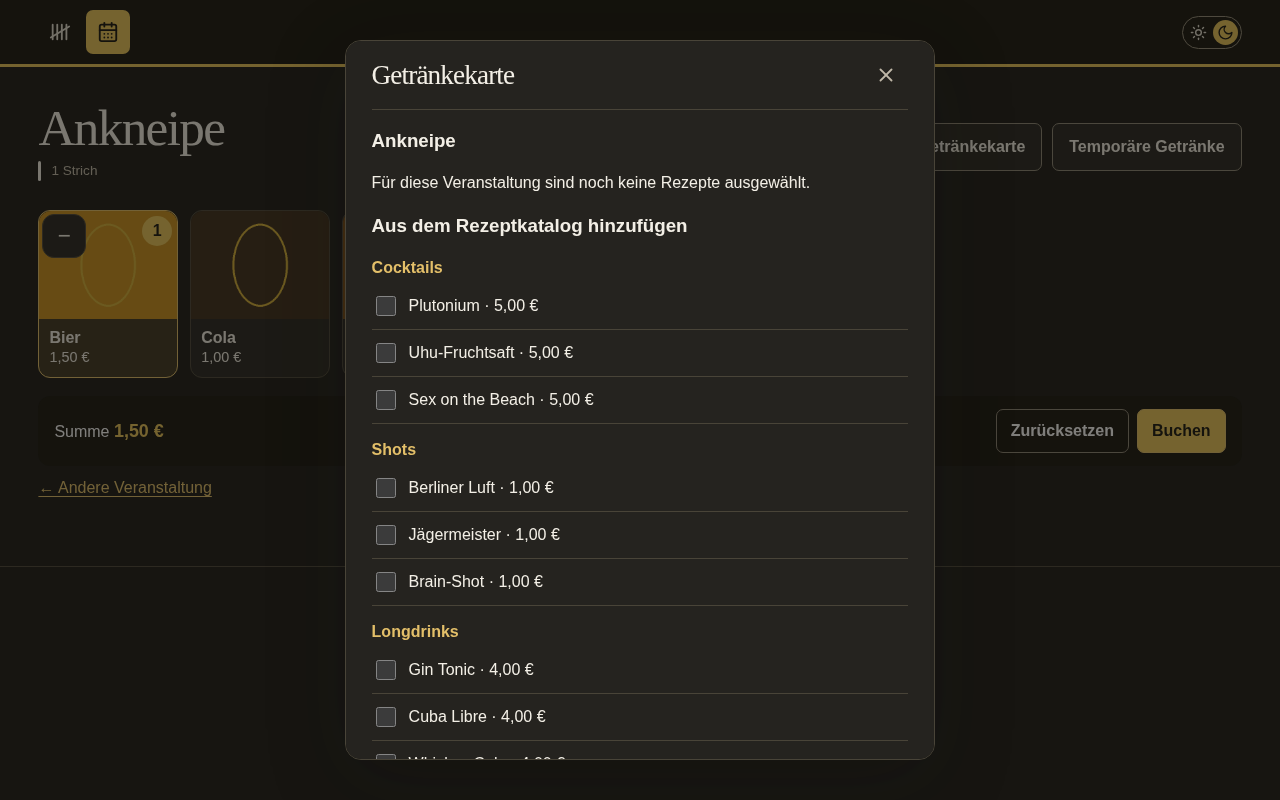 Getränkekarte
Ankneipe
1 Strich
Temporäre Getränke
1
Bier
1,50 €
Cola
1,00 €
Summe 1,50 €
Zurücksetzen
Buchen
← Andere Veranstaltung
Ankneipe
Für diese Veranstaltung sind noch keine Rezepte ausgewählt.
Aus dem Rezeptkatalog hinzufügen
Cocktails
Plutonium · 5,00 €
Uhu-Fruchtsaft · 5,00 €
Sex on the Beach · 5,00 €
Shots
Berliner Luft · 1,00 €
Jägermeister · 1,00 €
Brain-Shot · 1,00 €
Longdrinks
Gin Tonic · 4,00 €
Cuba Libre · 4,00 €